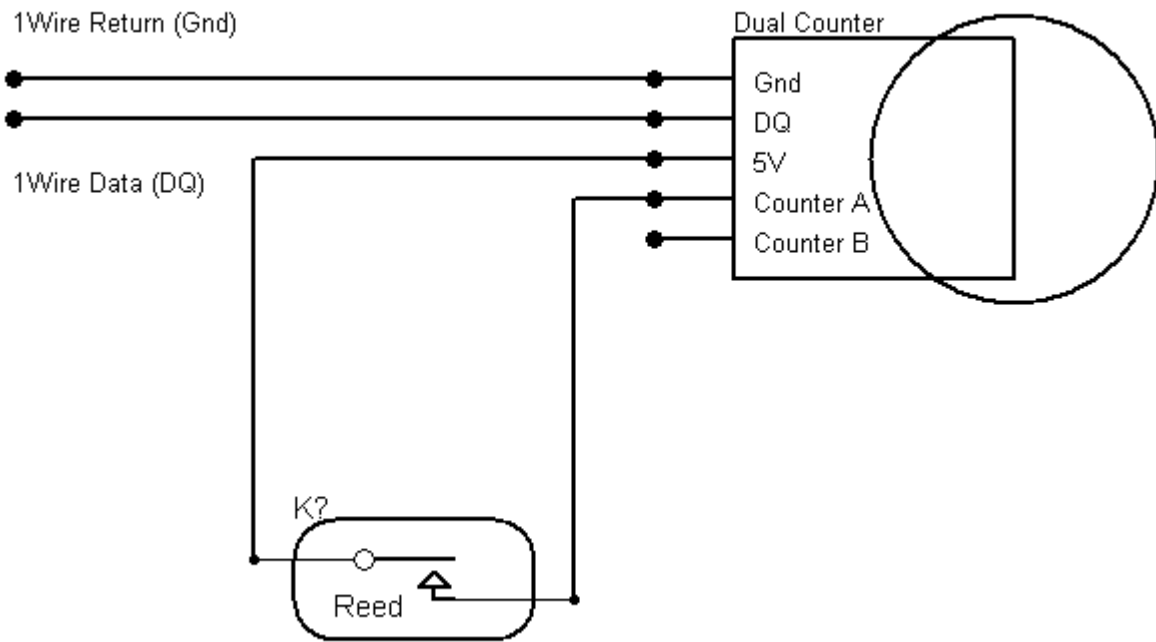 1Wire Return (Gnd)
Dual Counter
Gnd
DQ
5V
1Wire Data (DQ)
Counter A
Counter B
K?
Reed